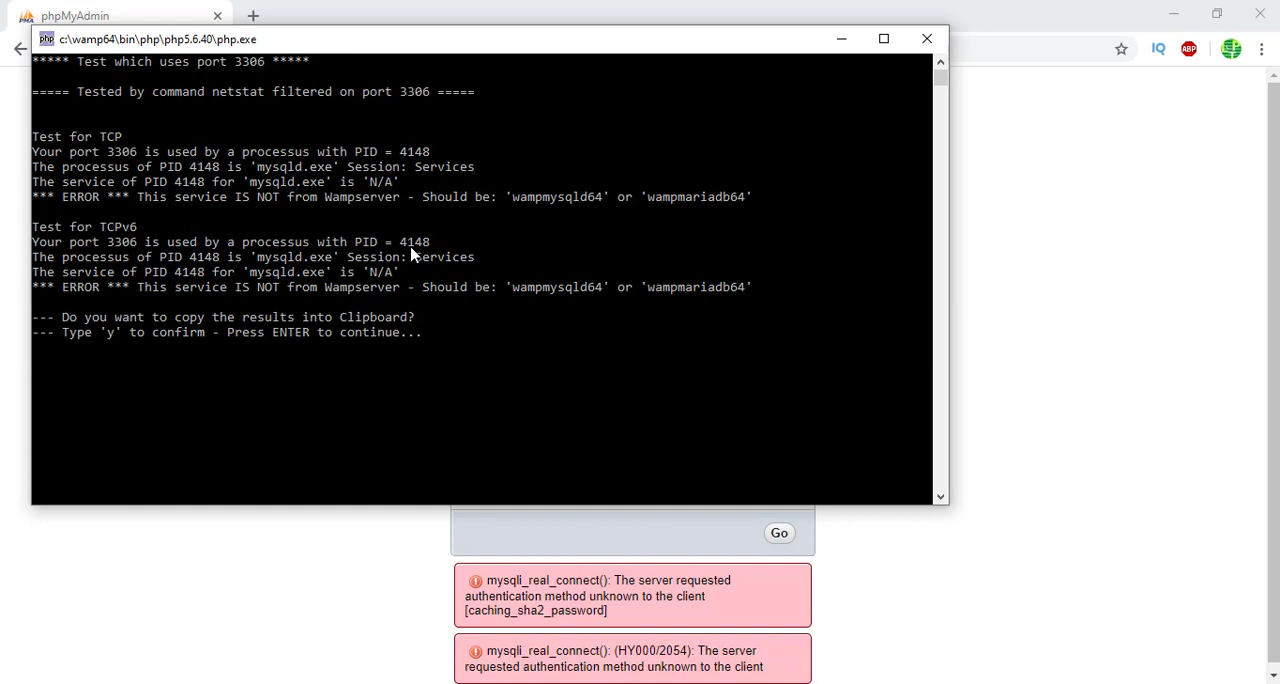 phpMyAdmin
c:\wamp64\bin\php\php5.6.40\php.exe
IQ
ABP
***** Test which uses port 3306 *****
===== Tested by command netstat filtered on port 3306 =====
Test for TCP
Your port 3306 is used by a processus with PID = 4148
The processus of PID 4148 is 'mysqld.exe' Session: Services
The service of PID 4148 for 'mysqld.exe' is 'N/A'
*** ERROR *** This service IS NOT from Wampserver - Should be: 'wampmysqld64' or 'wampmariadb64'
Test for TCPv6
Your port 3306 is used by a processus with PID = 4148
The processus of PID 4148 is 'mysqld.exe' Session: Services
The service of PID 4148 for 'mysqld.exe' is 'N/A'
*** ERROR *** This service IS NOT from Wampserver - Should be: 'wampmysqld64' or 'wampmariadb64'
--- Do you want to copy the results into Clipboard?
--- Type 'y' to confirm - Press ENTER to continue...
Go
mysqli_real_connect(): The server requested
authentication method unknown to the client
[caching_sha2_password]
mysqli_real_connect(): (HY000/2054): The server
requested authentication method unknown to the client